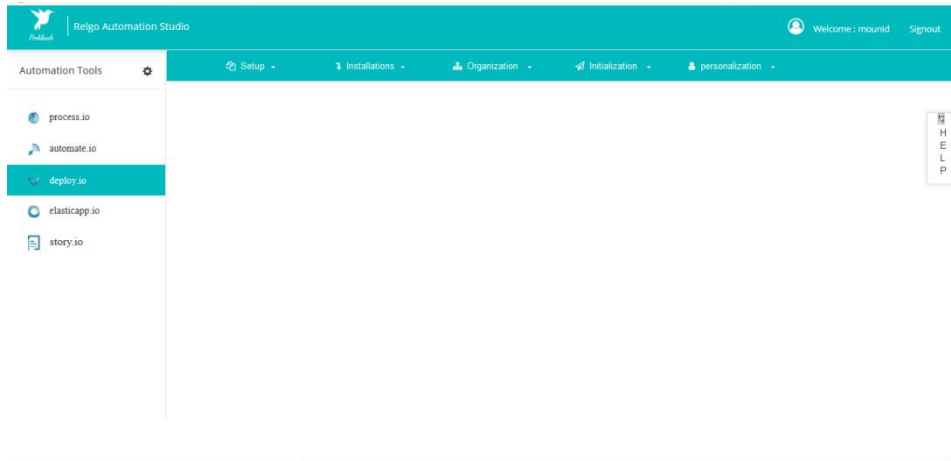 Relgo Automation Studio
Welcome : mounid
Signout
Automation Tools
Setup
Installations
Organization
Initialization
personalization
process.io
automate.io
deploy.io
elasticapp.io
story.io
H
E
L
P